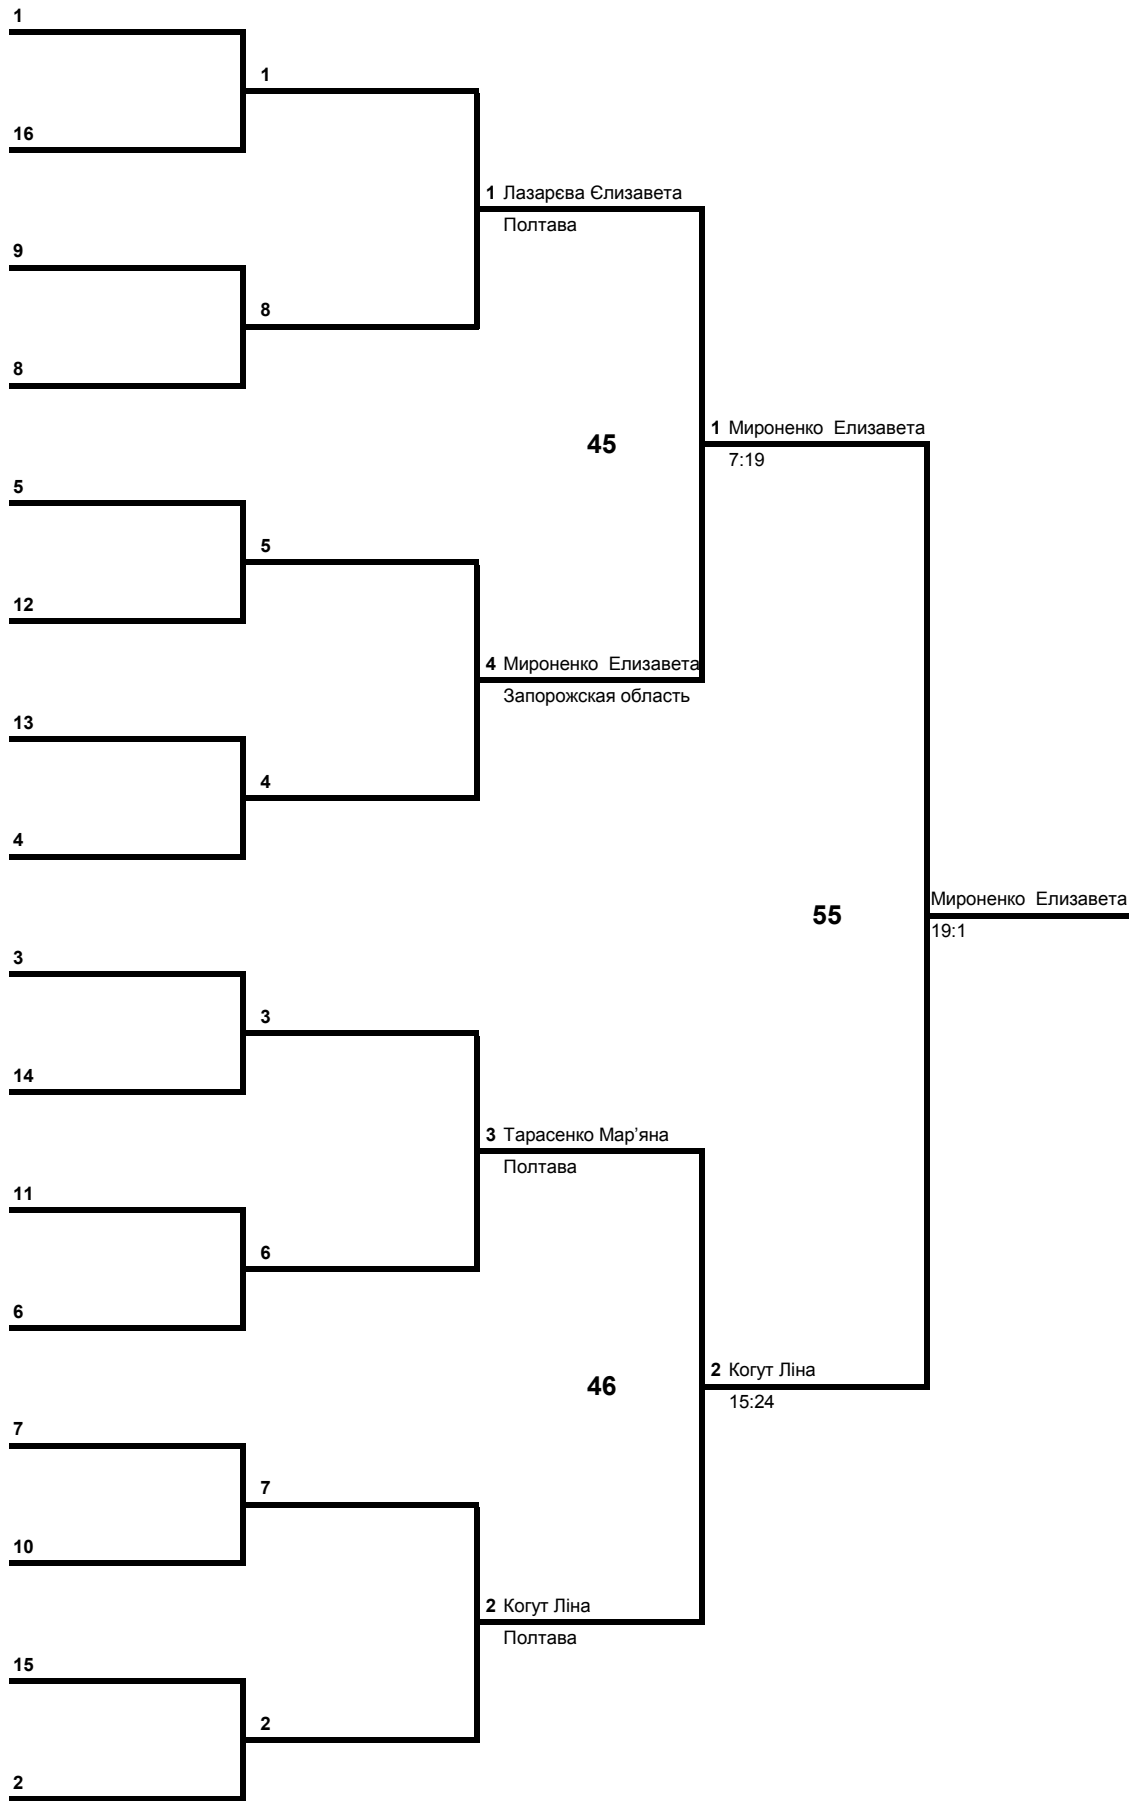 1
1
16
1 Лазарєва Єлизавета
Полтава
9
8
8
45
1 Мироненко  Елизавета
7:19
5
5
12
4 Мироненко  Елизавета
Запорожская область
13
4
4
55
Мироненко  Елизавета
19:1
3
3
14
3 Тарасенко Мар’яна
Полтава
11
6
6
46
2 Когут Ліна
15:24
7
7
10
2 Когут Ліна
Полтава
15
2
2